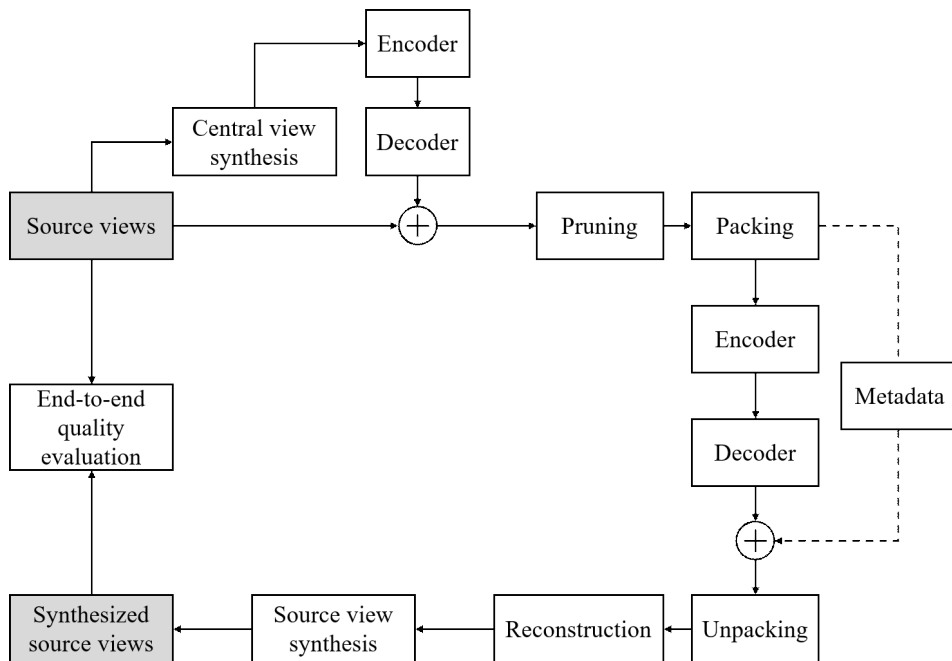 Encoder
Central view
synthesis
Decoder
Source views
Pruning
Packing
Encoder
End-to-end
quality
evaluation
Metadata
Decoder
Synthesized
source views
Source view
synthesis
Reconstruction
Unpacking